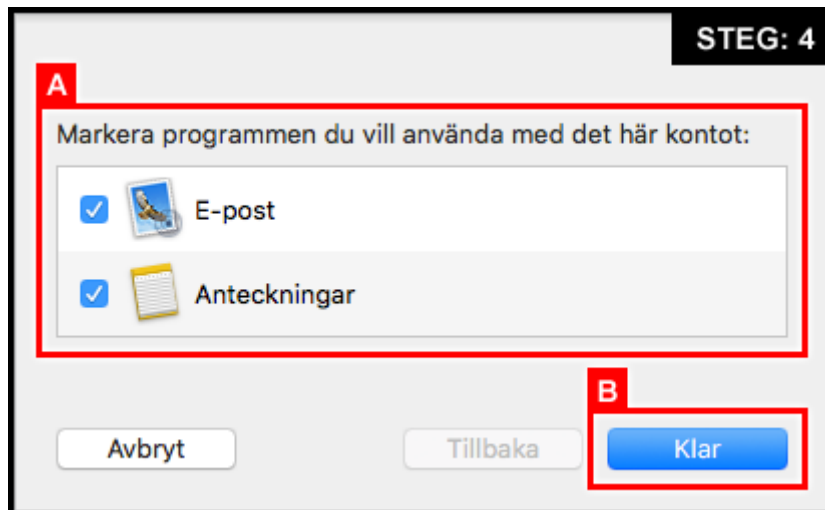 STEG: 4
A
Markera programmen du vill använda med det här kontot:
E-post
Anteckningar
B
Avbryt Tillbaka Klar